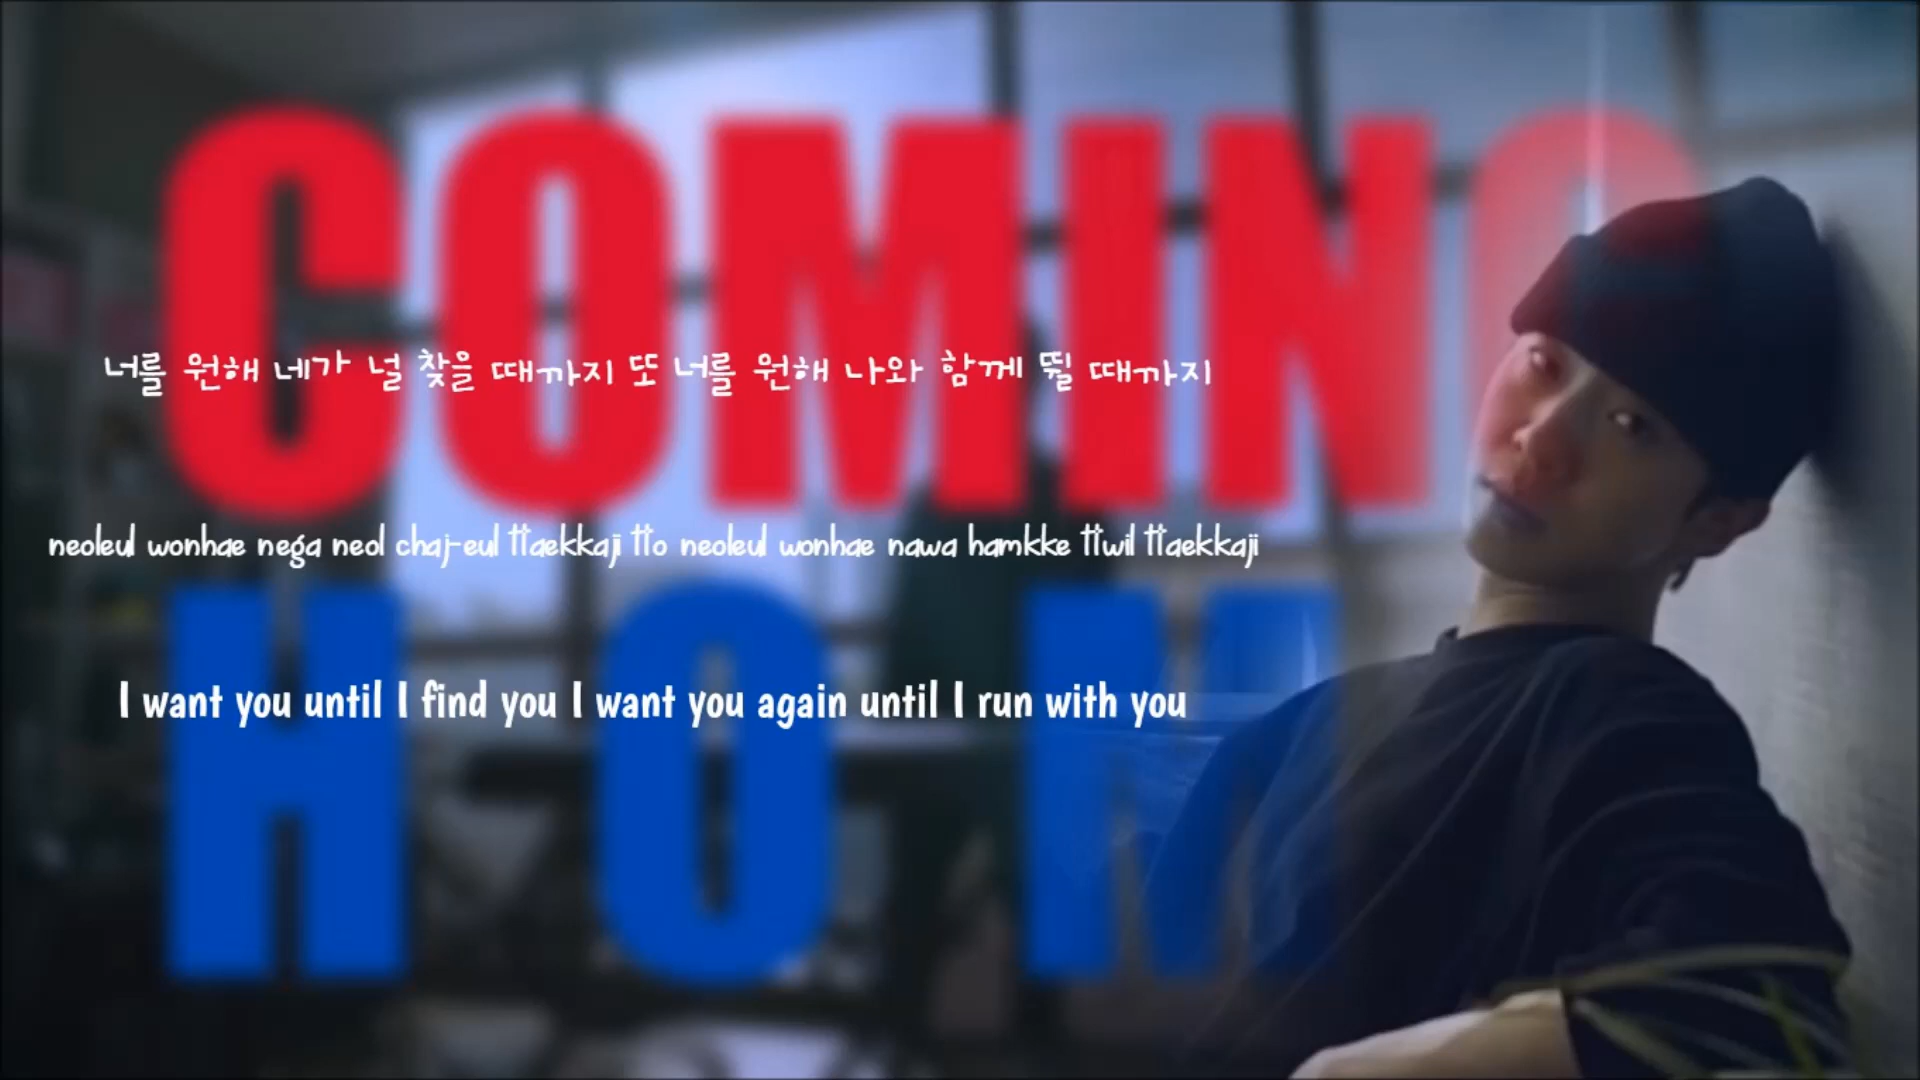 COMING
너를 원해 네가 널 찾을 때까지 또 너를 원해 나와 함께 뛸 때까지
neoleul wonhae nega neol chaj-eul ttaekkaji tto neoleul wonhae nawa hamkke ttwil ttaekkaji
HOM
I want you until I find you I want you again until I run with you